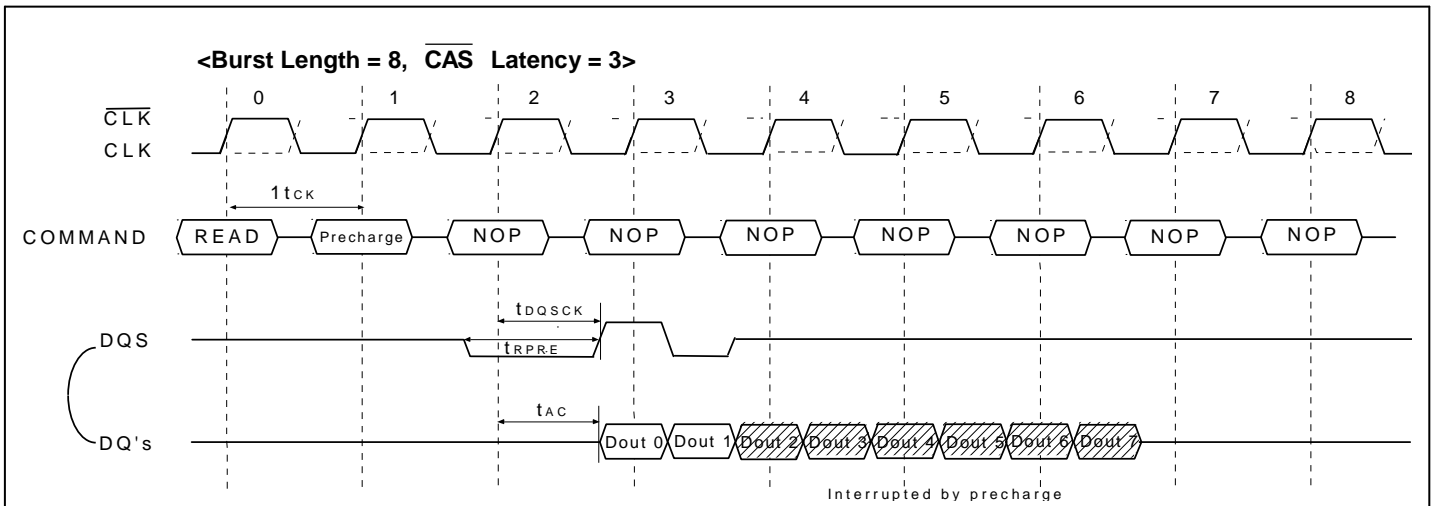 <Burst Length = 8, CAS Latency = 3>
0 1 2 3 4 5 6 7 8
CLK
CLK
1tCK
COMMAND READ Precharge NOP NOP NOP NOP NOP NOP NOP
tDQSCK
DQS
tRPRE
tAC
DQ's Dout 0 Dout 1 Dout 2 Dout 3 Dout 4 Dout 5 Dout 6 Dout 7
Interrupted by precharge